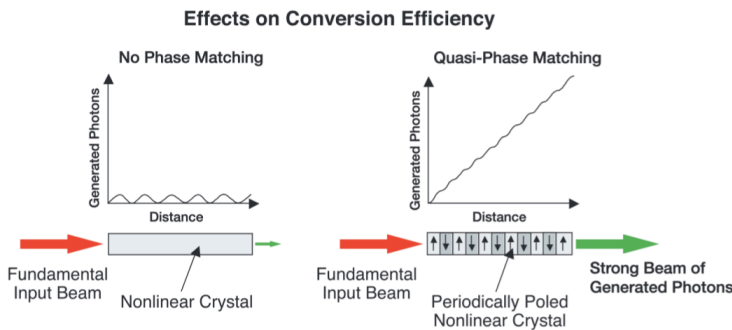 Effects on Conversion Efficiency
No Phase Matching
Generated Photons
Distance
Fundamental
Input Beam
Nonlinear Crystal
Quasi-Phase Matching
Generated Photons
Distance
Fundamental
Input Beam
Periodically Poled
Nonlinear Crystal
Strong Beam of
Generated Photons